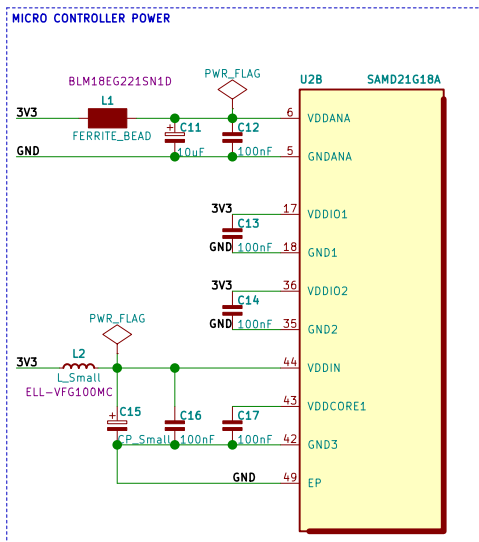 MICRO CONTROLLER POWER
BLM18EG221SN1D
PWR_FLAG
U2B SAMD21G18A
L1
3V3
FERRITE_BEAD
C11
10uF
C12
100nF
6 VDDANA
GND
5 GNDANA
3V3
17 VDDIO1
C13
GND
100nF
18 GND1
3V3
36 VDDIO2
C14
GND
100nF
35 GND2
PWR_FLAG
3V3
L2
L_Small
ELL-VFG100MC
44 VDDIN
C15
CP_Small
C16
100nF
C17
100nF
43 VDDCORE1
42 GND3
GND
49 EP